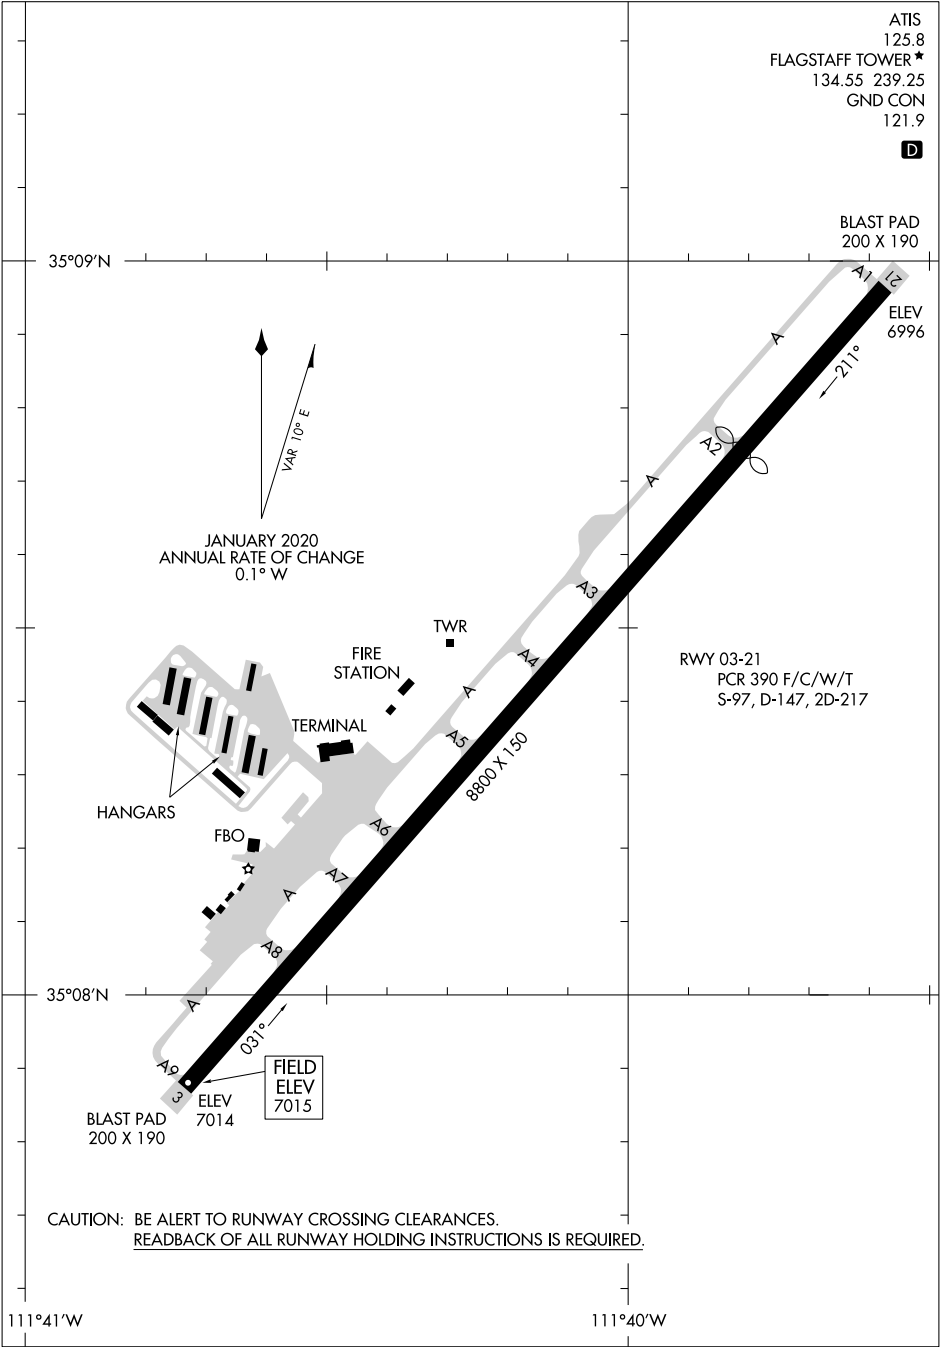 ATIS
125.8
FLAGSTAFF TOWER★
134.55 239.25
GND CON
121.9
D
BLAST PAD
200 X 190
35°09'N
A1
21
ELEV
6996
A
211°
VAR 10° E
A2
A
JANUARY 2020
ANNUAL RATE OF CHANGE
0.1° W
A3
TWR
FIRE
STATION
A4
RWY 03-21
PCR 390 F/C/W/T
S-97, D-147, 2D-217
A
TERMINAL
A5
8800 X 150
HANGARS
A6
FBO
A7
A
A8
35°08'N
A
031°
A9
3
FIELD
ELEV
7015
ELEV
7014
BLAST PAD
200 X 190
CAUTION: BE ALERT TO RUNWAY CROSSING CLEARANCES.
READBACK OF ALL RUNWAY HOLDING INSTRUCTIONS IS REQUIRED.
111°41'W
111°40'W